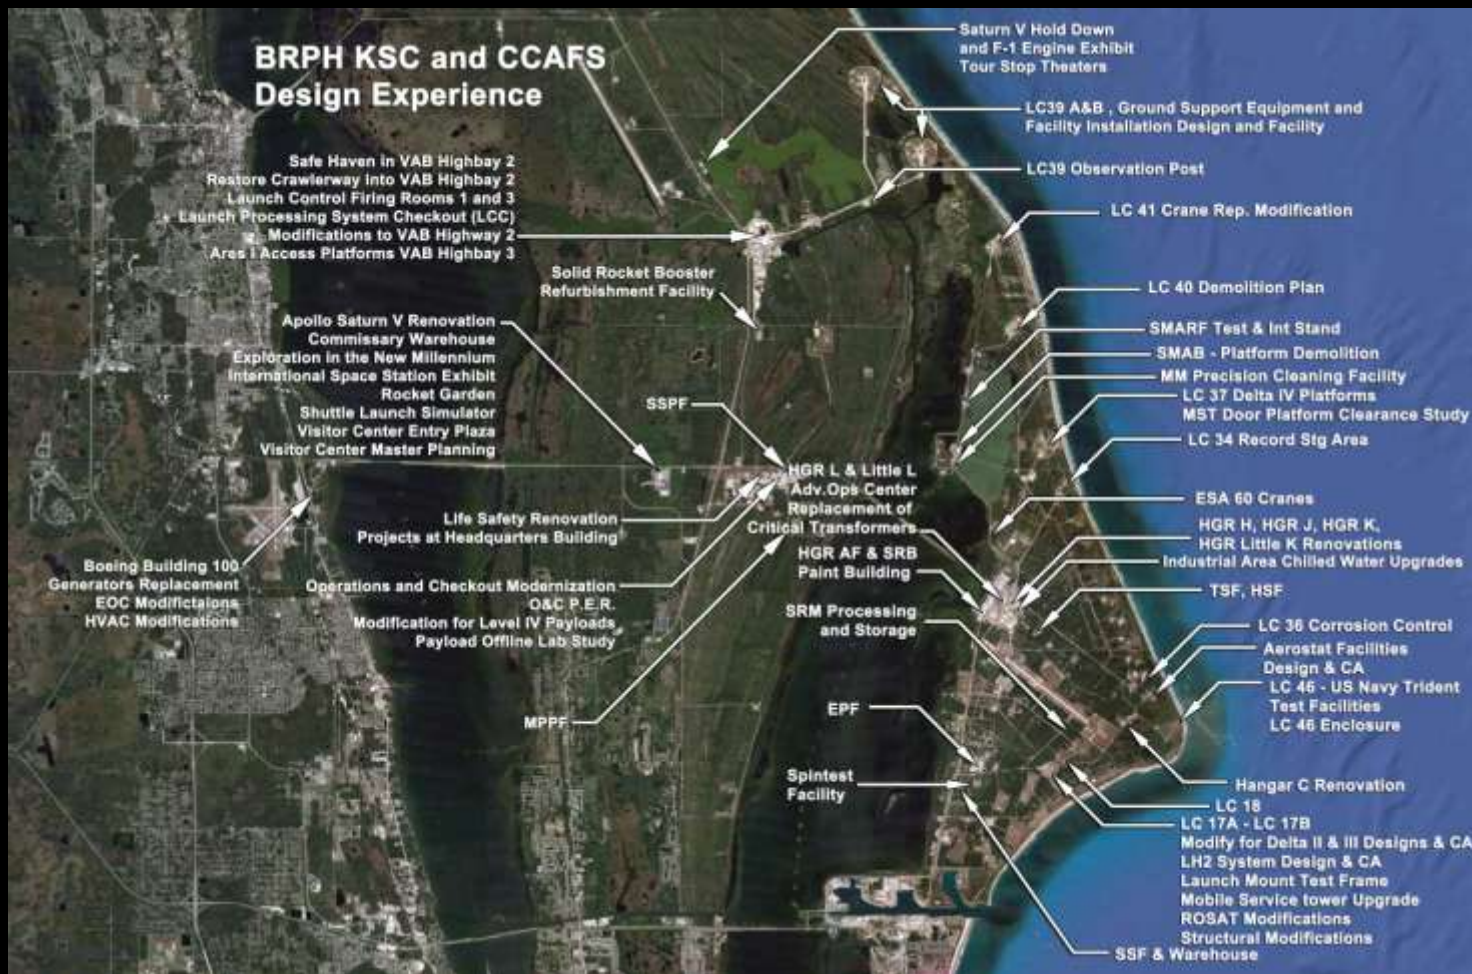 BRPH KSC and CCAFS
Design Experience
Saturn V Hold Down
and F-1 Engine Exhibit
Tour Stop Theaters
LC39 A&B , Ground Support Equipment and
Facility Installation Design and Facility
LC39 Observation Post
LC 41 Crane Rep. Modification
Safe Haven in VAB Highbay 2
Restore Crawlerway into VAB Highbay 2
Launch Control Firing Rooms 1 and 3
Launch Processing System Checkout (LCC)
Modifications to VAB Highway 2
Ares I Access Platforms VAB Highbay 3
Solid Rocket Booster
Refurbishment Facility
LC 40 Demolition Plan
SMARF Test & Int Stand
SMAB - Platform Demolition
MM Precision Cleaning Facility
LC 37 Delta IV Platforms
MST Door Platform Clearance Study
LC 34 Record Stg Area
Apollo Saturn V Renovation
Commissary Warehouse
Exploration in the New Millennium
International Space Station Exhibit
Rocket Garden
Shuttle Launch Simulator
Visitor Center Entry Plaza
Visitor Center Master Planning
SSPF
HGR L & Little L
Adv.Ops Center
Replacement of
Critical Transformers
ESA 60 Cranes
HGR H, HGR J, HGR K,
HGR Little K Renovations
Industrial Area Chilled Water Upgrades
Life Safety Renovation
Projects at Headquarters Building
HGR AF & SRB
Paint Building
Boeing Building 100
Generators Replacement
EOC Modifictaions
HVAC Modifications
Operations and Checkout Modernization
O&C P.E.R.
Modification for Level IV Payloads
Payload Offline Lab Study
SRM Processing
and Storage
TSF, HSF
LC 36 Corrosion Control
Aerostat Facilities
Design & CA
LC 46 - US Navy Trident
Test Facilities
LC 46 Enclosure
MPPF
EPF
Spintest
Facility
Hangar C Renovation
LC 18
LC 17A - LC 17B
Modify for Delta II & III Designs & CA
LH2 System Design & CA
Launch Mount Test Frame
Mobile Service tower Upgrade
ROSAT Modifications
Structural Modifications
SSF & Warehouse